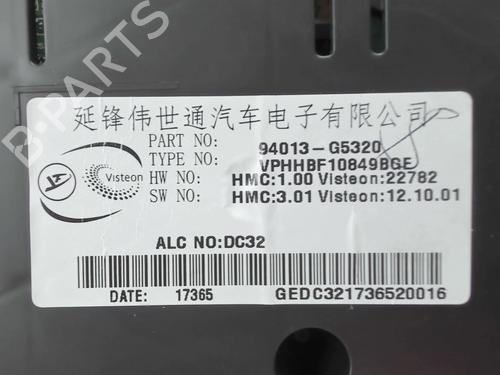 B-PARTS
延锋伟世通汽车电子有限公司
PART NO: 94013-G5320
TYPE NO: VPHHBF10849BGE
HW NO: HMC:1.00 Visteon:22782
SW NO: HMC:3.01 Visteon:12.10.01
Visteon
ALC NO:DC32
DATE: 17365 GEDC321736520016